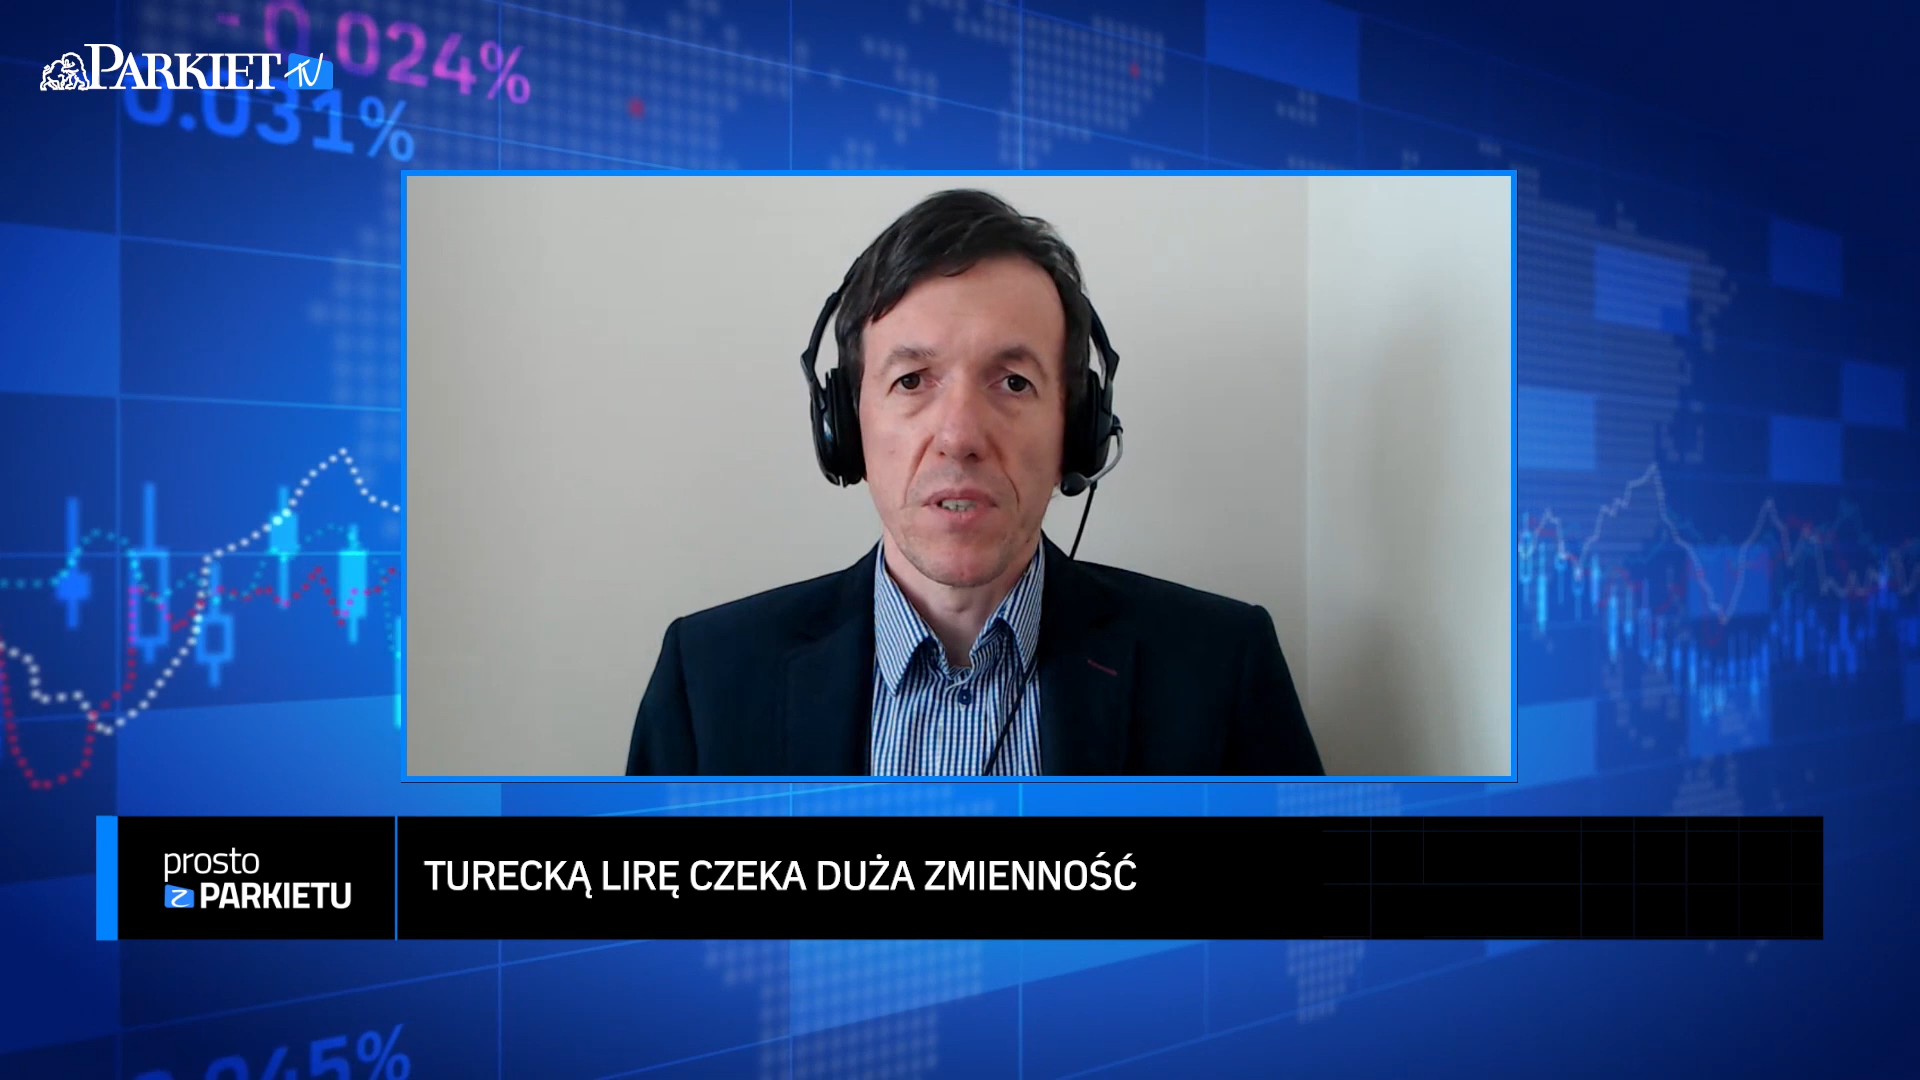 -0.024%
PARKIET TV
0.031%
prosto
z PARKIETU
TURECKĄ LIRĘ CZEKA DUŻA ZMIENNOŚĆ